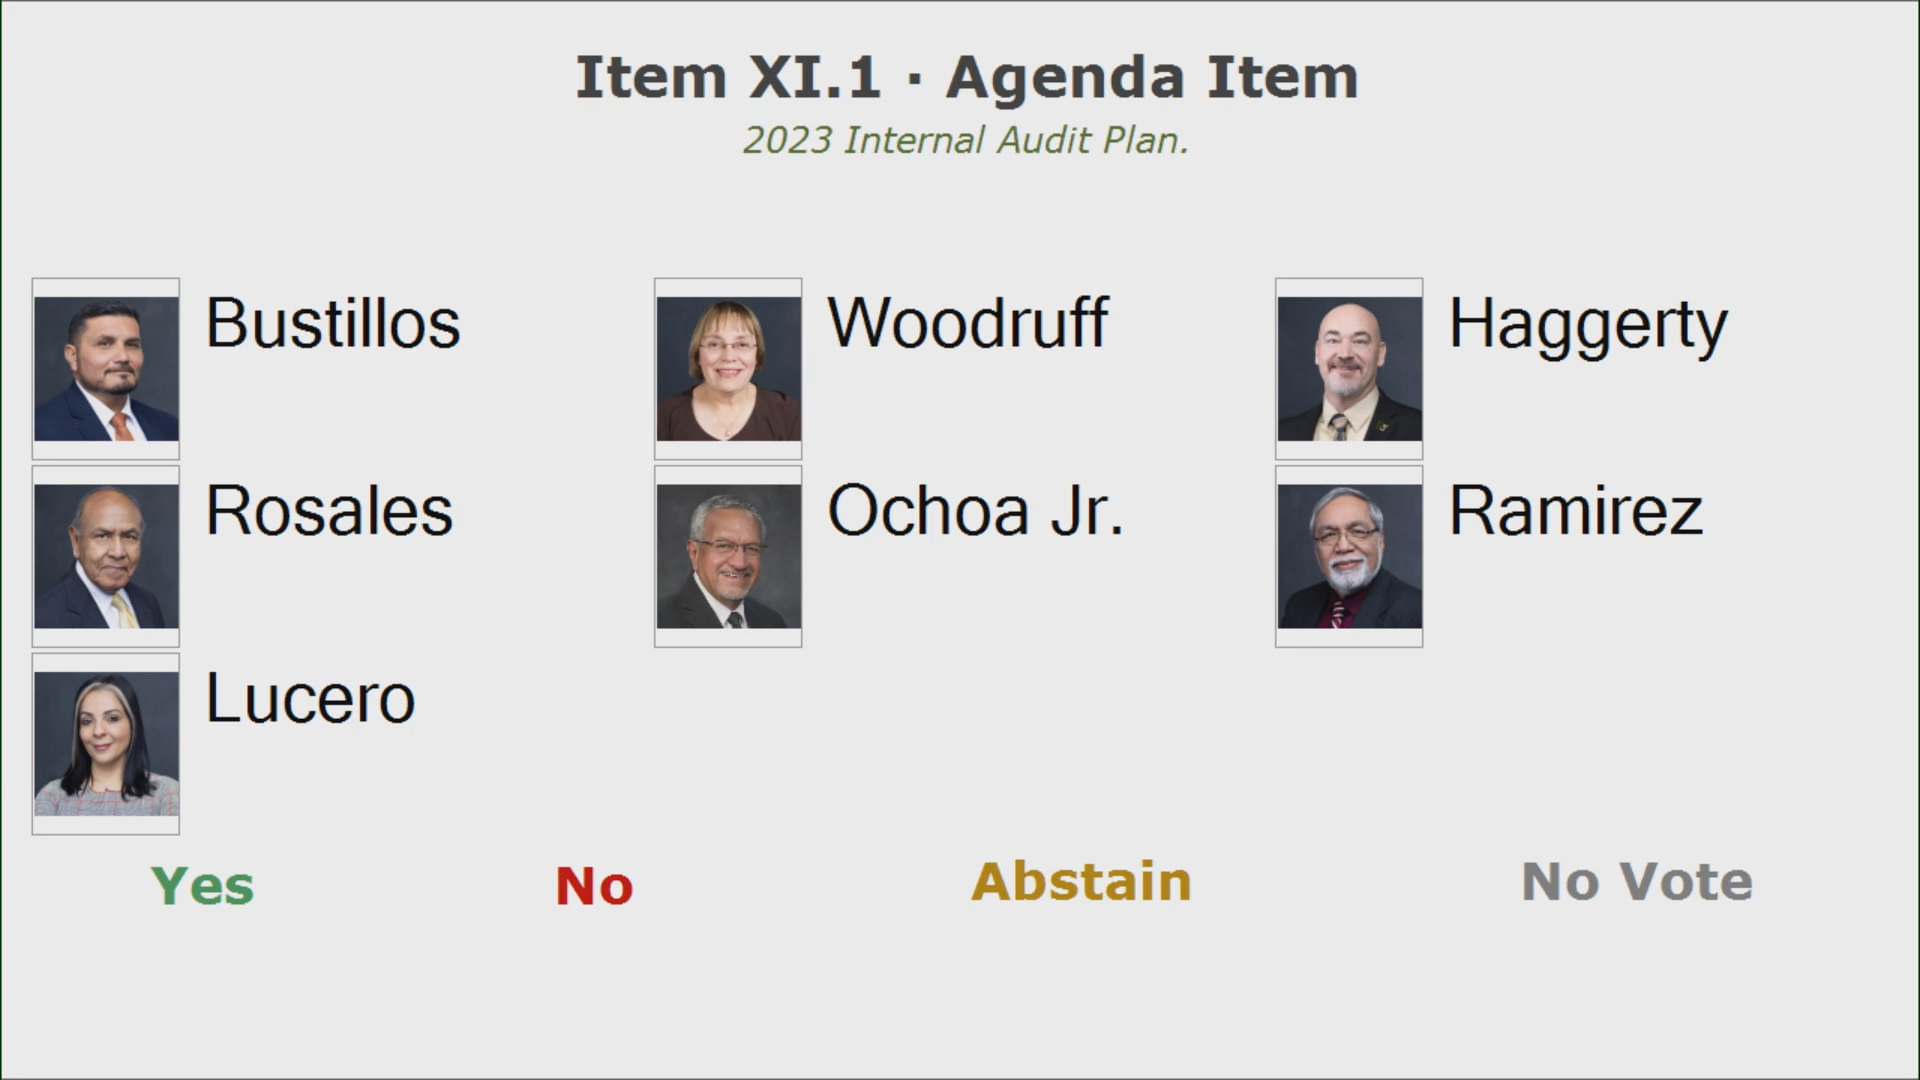 Item XI.1 · Agenda Item
2023 Internal Audit Plan.
Bustillos
Woodruff
Haggerty
Rosales
Ochoa Jr.
Ramirez
Lucero
Yes
No
Abstain
No Vote